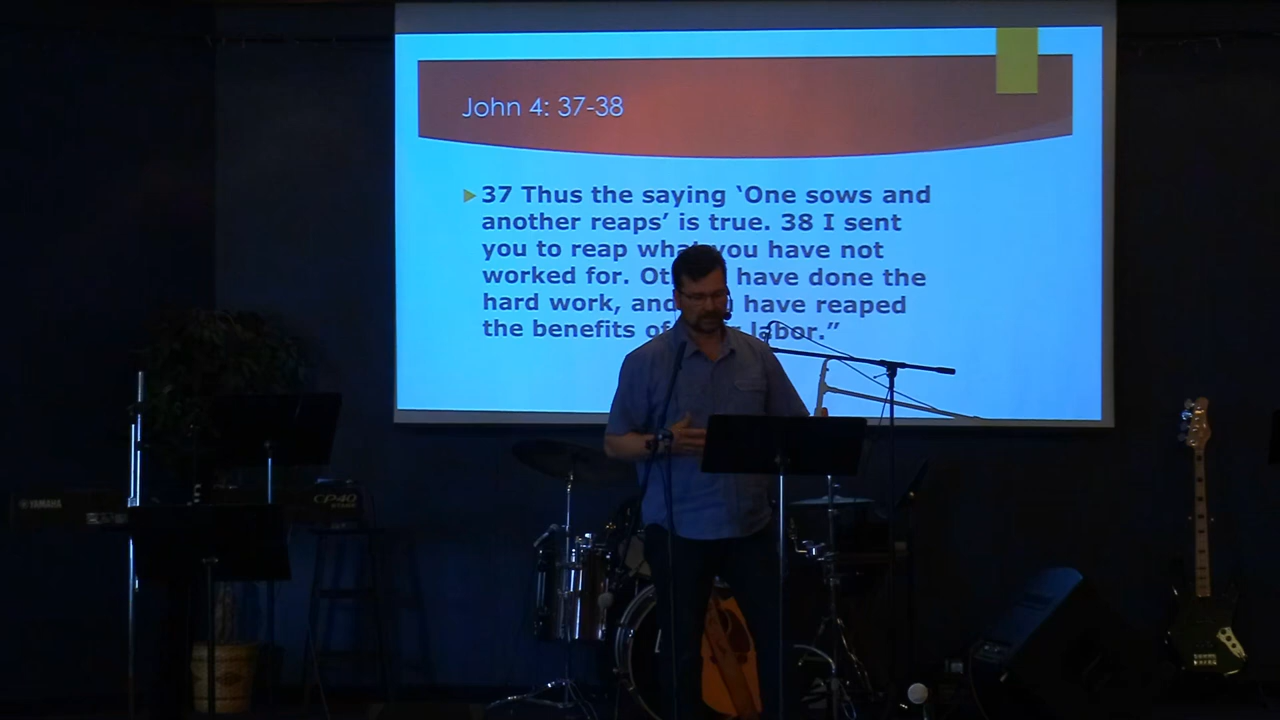 John 4: 37-38
37 Thus the saying ‘One sows and
another reaps’ is true. 38 I sent
you to reap what you have not
worked for. have done the
hard work, and have reaped
the benefits of labor.”
YAMAHA
CP40